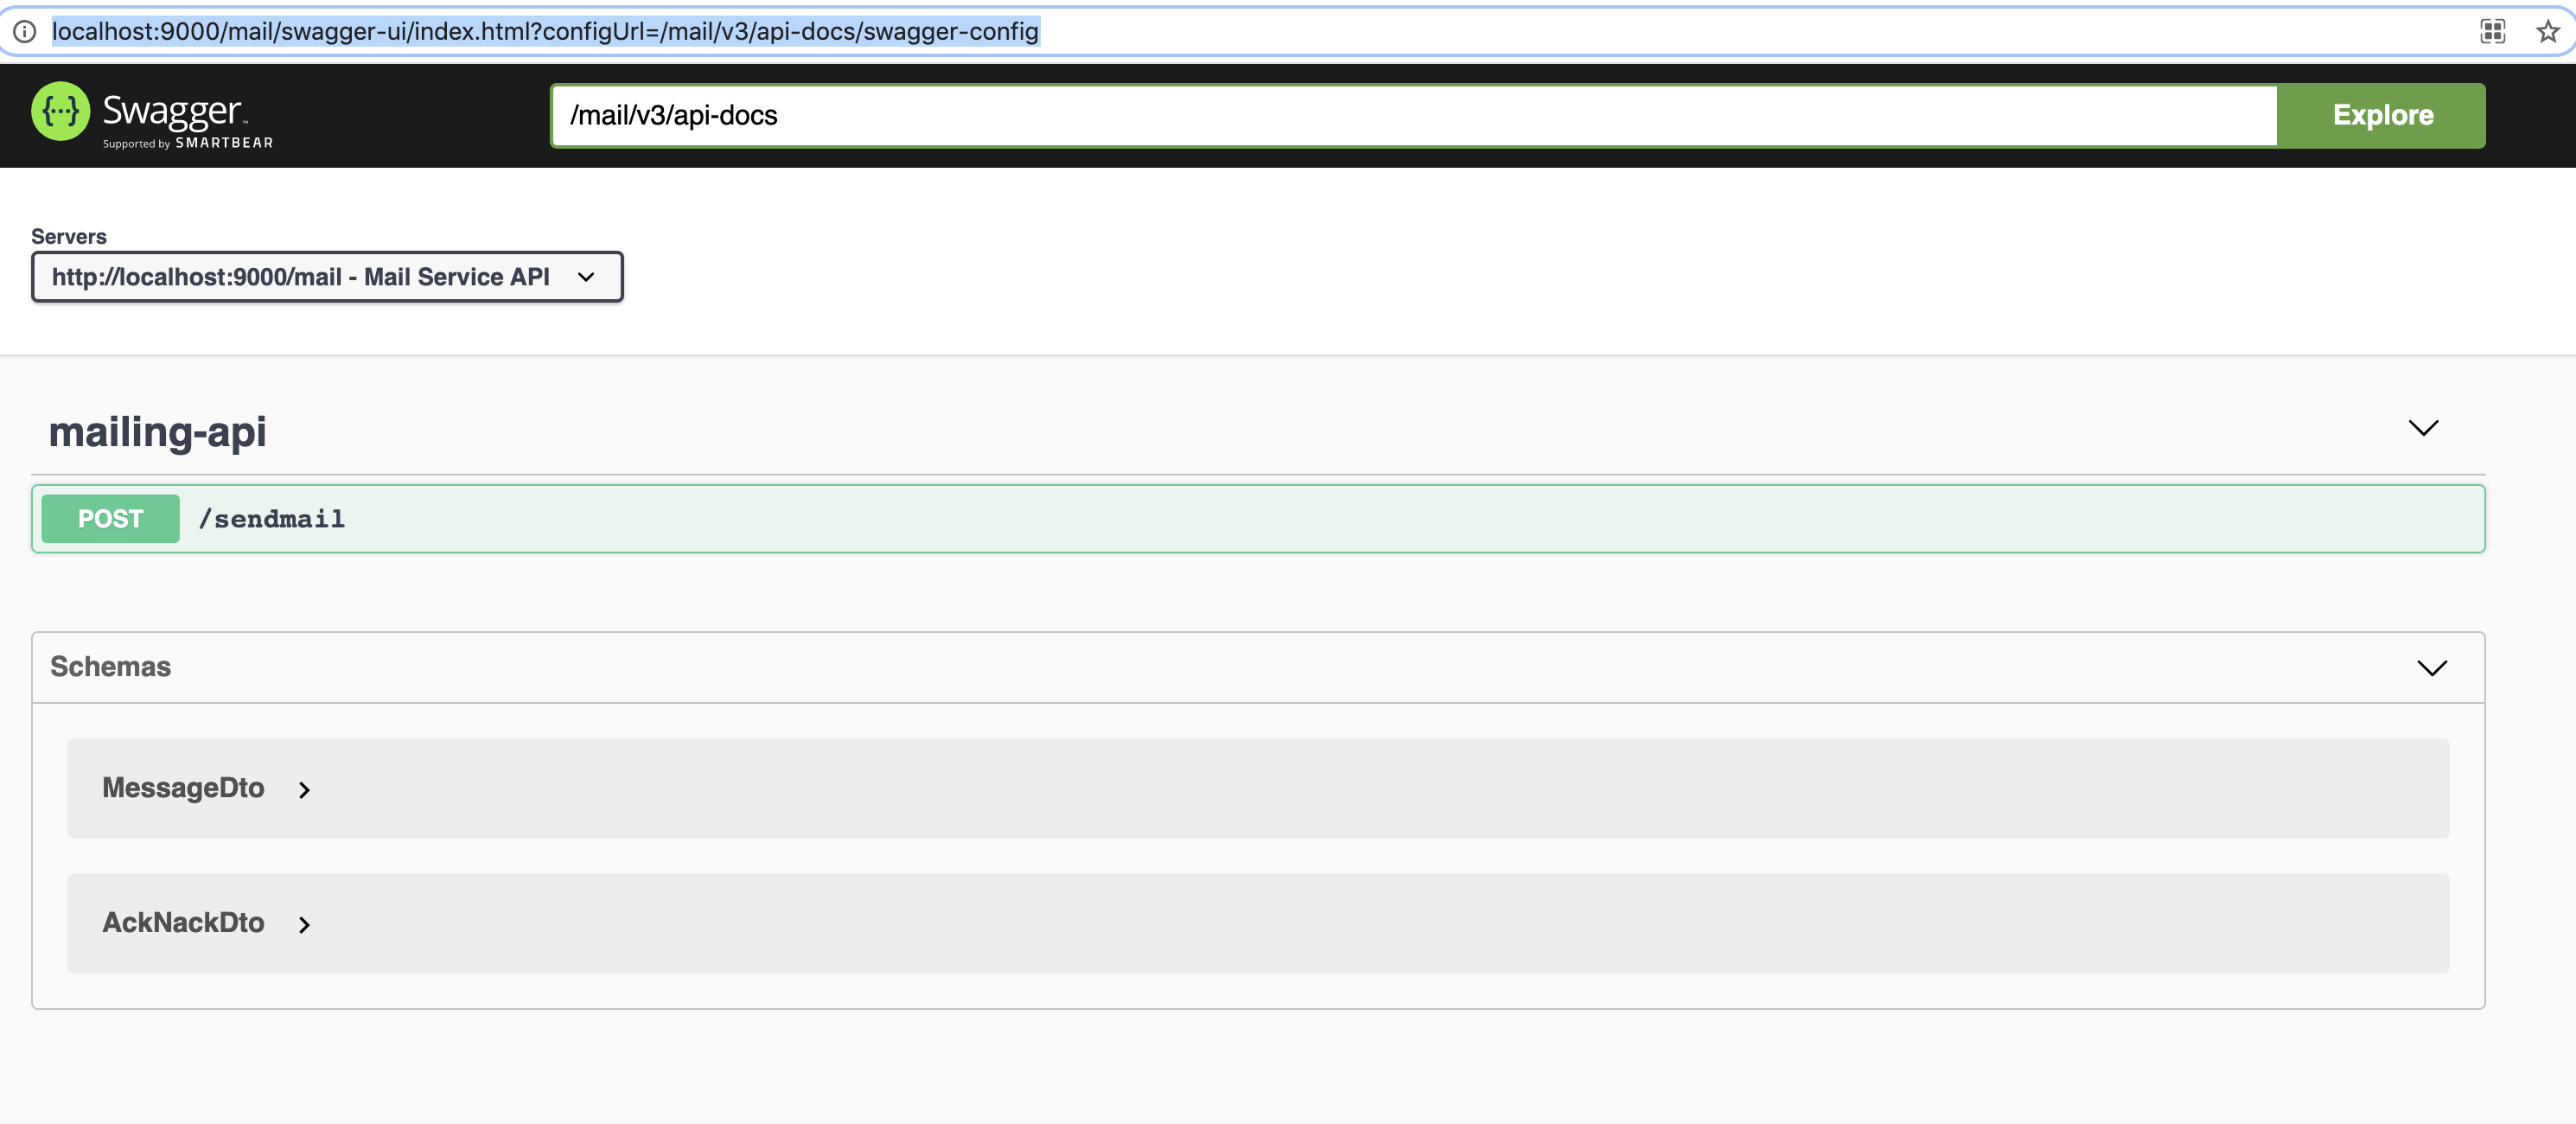 localhost:9000/mail/swagger-ui/index.html?configUrl=/mail/v3/api-docs/swagger-config
{···} Swagger™
Supported by SMARTBEAR
/mail/v3/api-docs
Explore
Servers
http://localhost:9000/mail - Mail Service API
mailing-api
POST /sendmail
Schemas
MessageDto
AckNackDto